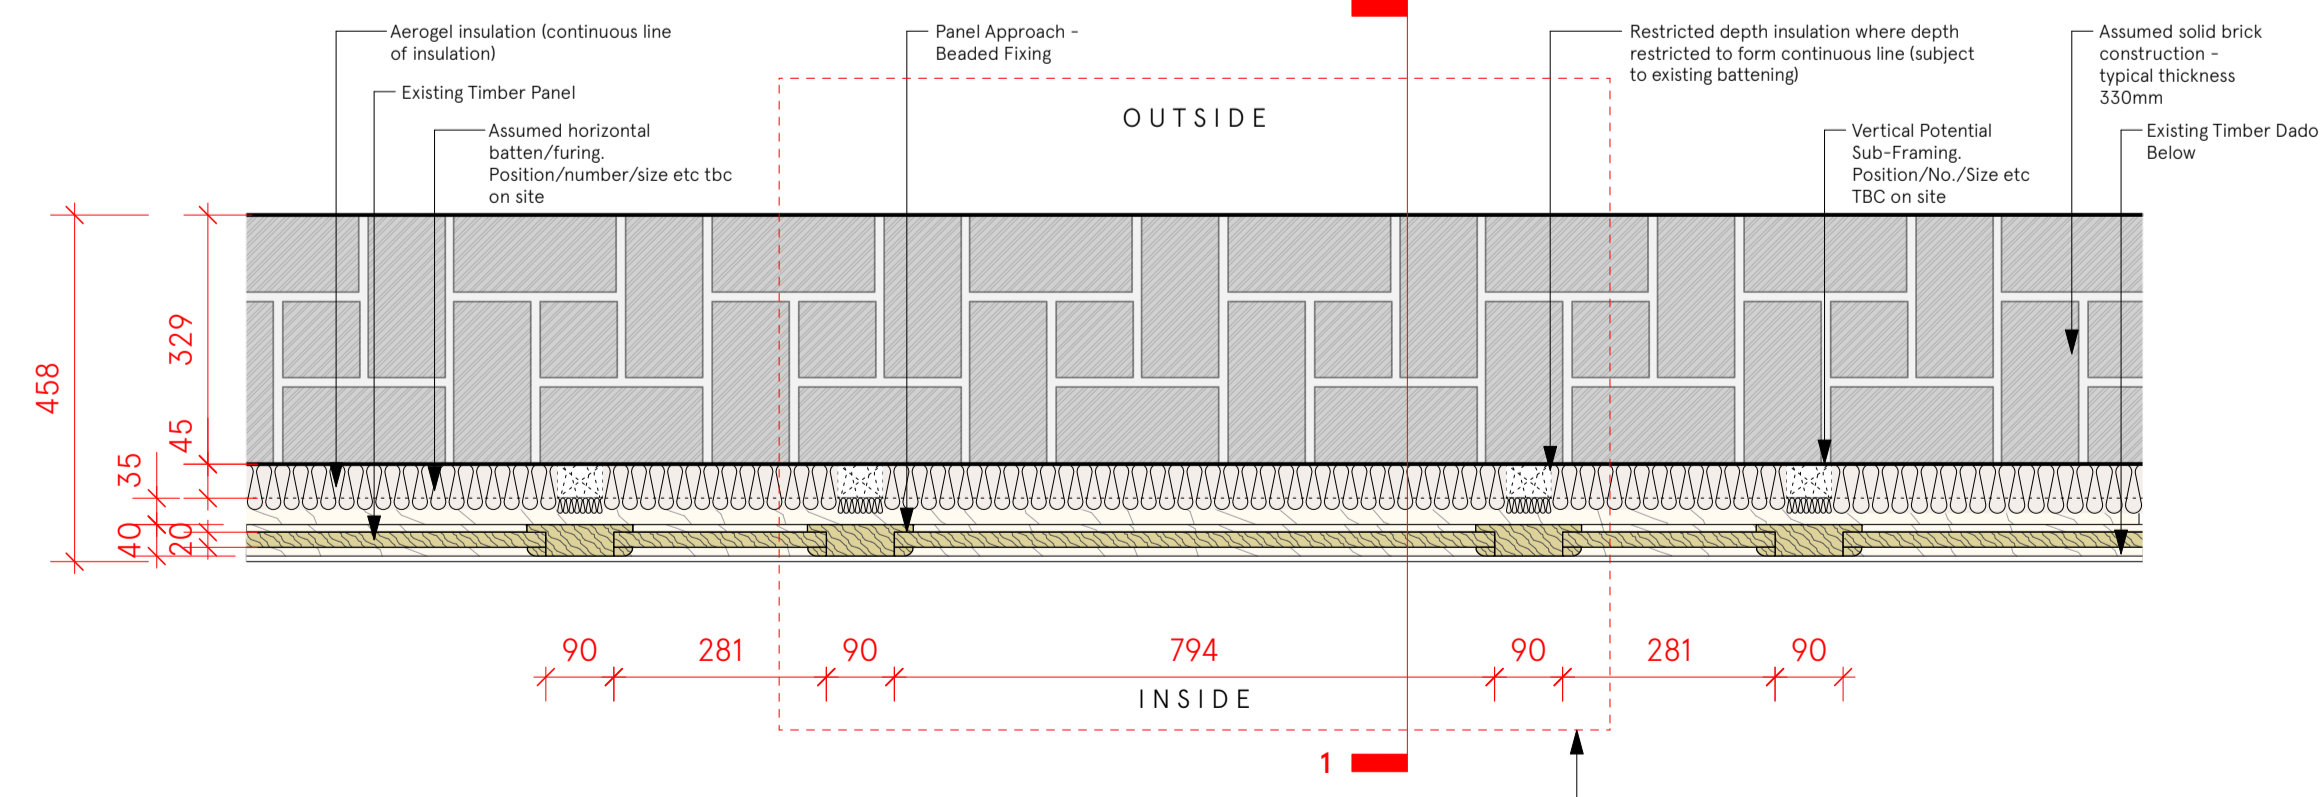 Aerogel insulation (continuous line
of insulation)
Existing Timber Panel
Assumed horizontal
batten/furing.
Position/number/size etc tbc
on site
Panel Approach -
Beaded Fixing
OUTSIDE
Restricted depth insulation where depth
restricted to form continuous line (subject
to existing battening)
Vertical Potential
Sub-Framing.
Position/No./Size etc
TBC on site
Assumed solid brick
construction -
typical thickness
330mm
Existing Timber Dado
Below
458
329
45
35
40
20
90
281
90
794
90
281
90
INSIDE
1